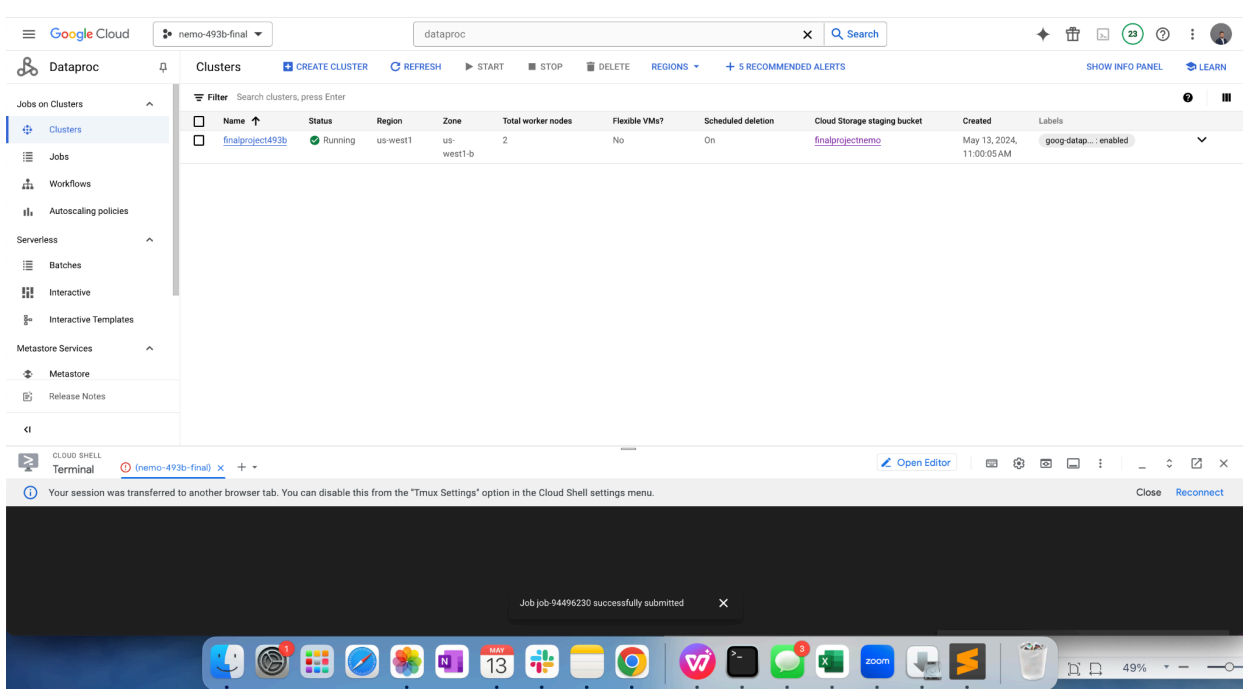 Google Cloud nemo-493b-final dataproc Search 23
Dataproc Clusters CREATE CLUSTER REFRESH START STOP DELETE REGIONS + 5 RECOMMENDED ALERTS SHOW INFO PANEL LEARN
Jobs on Clusters
Clusters
Jobs
Workflows
Autoscaling policies
Serverless
Batches
Interactive
Interactive Templates
Metastore Services
Metastore
Release Notes
Filter Search clusters, press Enter
Name Status Region Zone Total worker nodes Flexible VMs? Scheduled deletion Cloud Storage staging bucket Created Labels
finalproject493b Running us-west1 us- 2 No On finalprojectnemo May 13, 2024, goog-datap... : enabled
west1-b 11:00:05 AM
CLOUD SHELL
Terminal (nemo-493b-final) Open Editor
Your session was transferred to another browser tab. You can disable this from the "Tmux Settings" option in the Cloud Shell settings menu. Close Reconnect
Job job-94496230 successfully submitted
1 MAY 3
13 zoom
49%